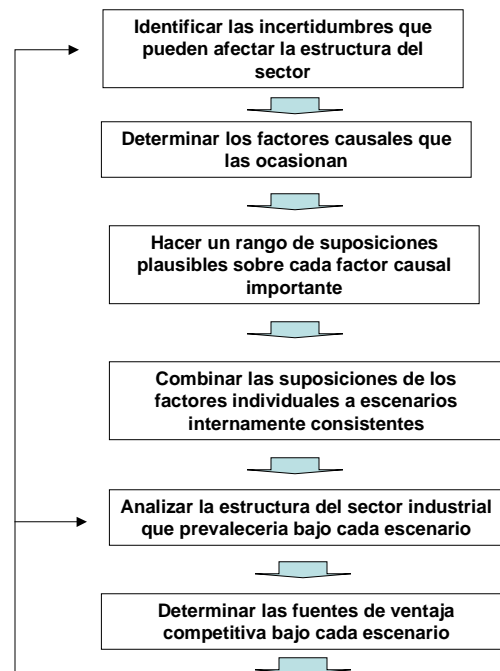 Identificar las incertidumbres que
pueden afectar la estructura del
sector
Determinar los factores causales que
las ocasionan
Hacer un rango de suposiciones
plausibles sobre cada factor causal
importante
Combinar las suposiciones de los
factores individuales a escenarios
internamente consistentes
Analizar la estructura del sector industrial
que prevaleceria bajo cada escenario
Determinar las fuentes de ventaja
competitiva bajo cada escenario